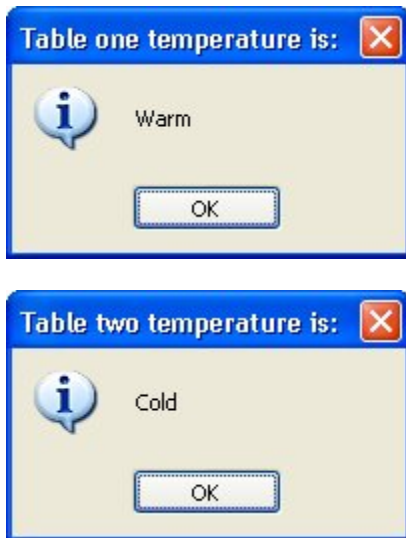 Table one temperature is:
Warm
OK
Table two temperature is:
Cold
OK